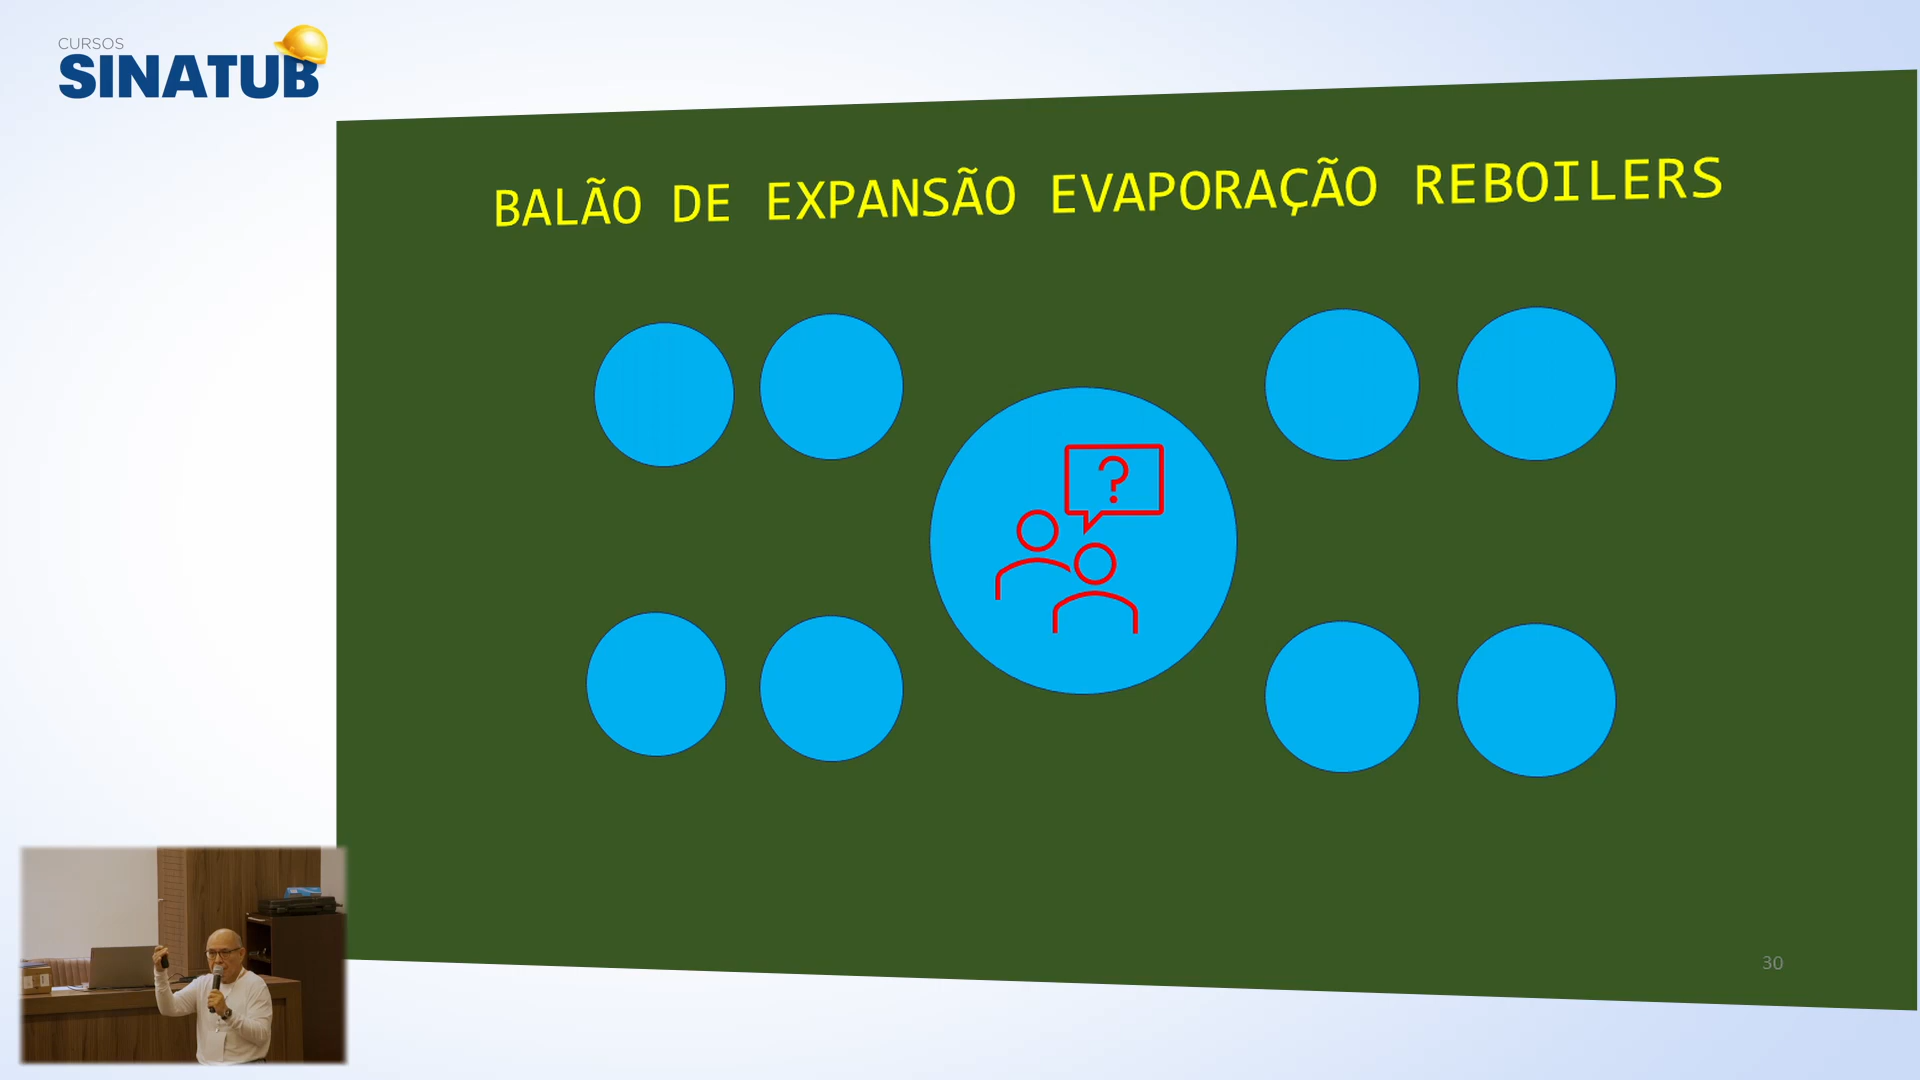 CURSOS
SINATUB
BALÃO DE EXPANSÃO EVAPORAÇÃO REBOILERS
?
30